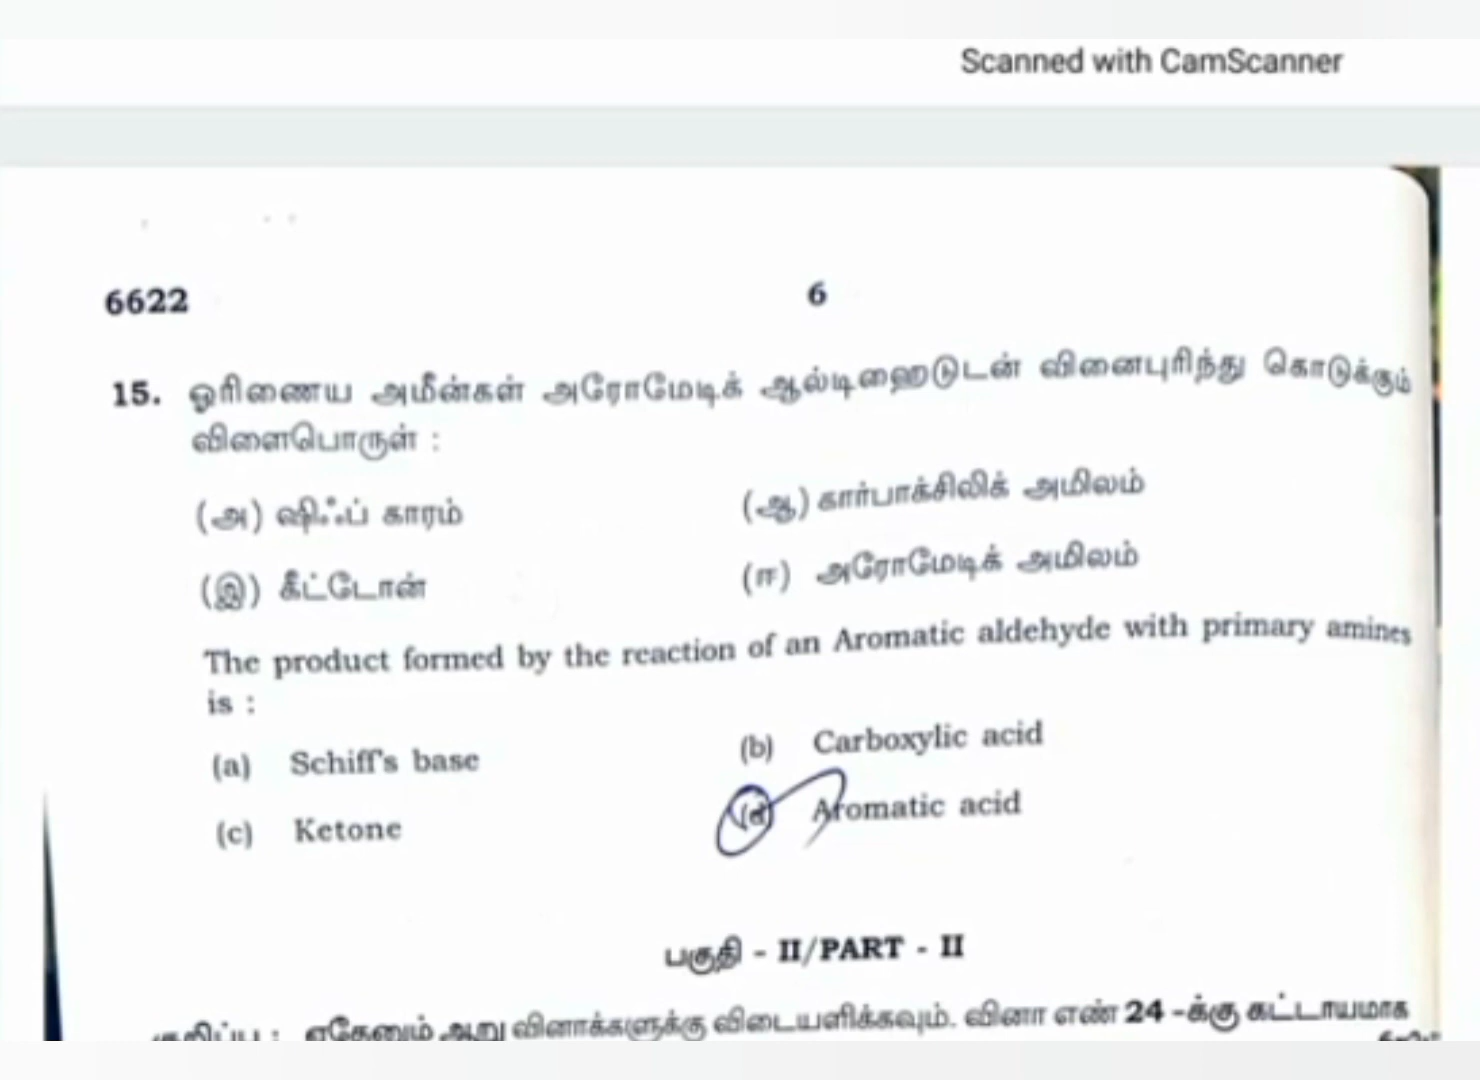 Scanned with CamScanner
6622 6
15. ஓரிணைய அமீன்கள் அரோமேடிக் ஆல்டிஹைடுடன் வினைபுரிந்து கொடுக்கும்
விளைபொருள் :
(அ) ஷிஃப் காரம் (ஆ) கார்பாக்சிலிக் அமிலம்
(இ) கீட்டோன் (ஈ) அரோமேடிக் அமிலம்
The product formed by the reaction of an Aromatic aldehyde with primary amines
is :
(a) Schiff's base (b) Carboxylic acid
(c) Ketone (d) Aromatic acid
பகுதி - II/PART - II
குறிப்பு : ஏதேனும் ஆறு வினாக்களுக்கு விடையளிக்கவும். வினா எண் 24 -க்கு கட்டாயமாக